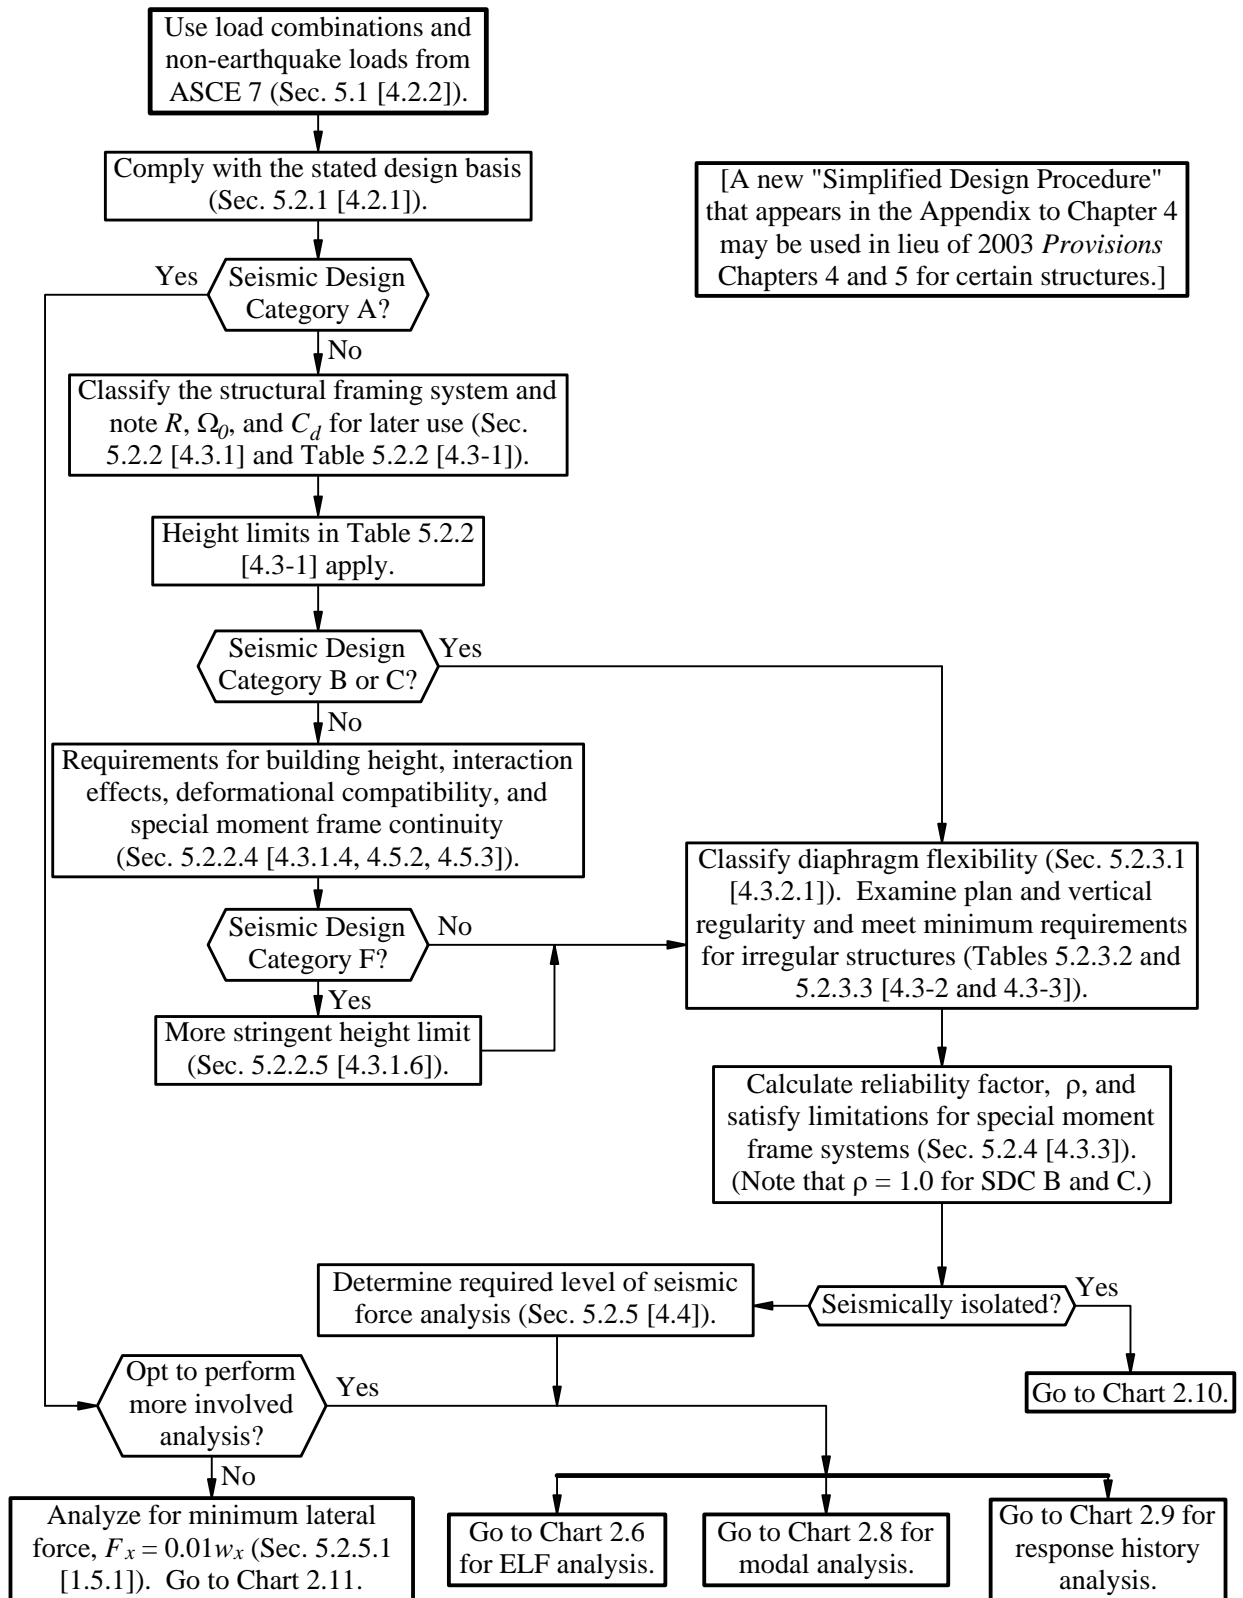 Use load combinations and
non-earthquake loads from
ASCE 7 (Sec. 5.1 [4.2.2]).
Comply with the stated design basis
(Sec. 5.2.1 [4.2.1]).
[A new "Simplified Design Procedure"
that appears in the Appendix to Chapter 4
may be used in lieu of 2003 Provisions
Chapters 4 and 5 for certain structures.]
Yes
Seismic Design
Category A?
No
Classify the structural framing system and
note R, Ω0, and Cd for later use (Sec.
5.2.2 [4.3.1] and Table 5.2.2 [4.3-1]).
Height limits in Table 5.2.2
[4.3-1] apply.
Seismic Design
Category B or C?
Yes
No
Requirements for building height, interaction
effects, deformational compatibility, and
special moment frame continuity
(Sec. 5.2.2.4 [4.3.1.4, 4.5.2, 4.5.3]).
Classify diaphragm flexibility (Sec. 5.2.3.1
[4.3.2.1]).  Examine plan and vertical
regularity and meet minimum requirements
for irregular structures (Tables 5.2.3.2 and
5.2.3.3 [4.3-2 and 4.3-3]).
Seismic Design
Category F?
No
Yes
More stringent height limit
(Sec. 5.2.2.5 [4.3.1.6]).
Calculate reliability factor,  ρ, and
satisfy limitations for special moment
frame systems (Sec. 5.2.4 [4.3.3]).
(Note that ρ = 1.0 for SDC B and C.)
Determine required level of seismic
force analysis (Sec. 5.2.5 [4.4]).
Seismically isolated?
Yes
Go to Chart 2.10.
Opt to perform
more involved
analysis?
Yes
No
Analyze for minimum lateral
force, Fx = 0.01wx (Sec. 5.2.5.1
[1.5.1]).  Go to Chart 2.11.
Go to Chart 2.6
for ELF analysis.
Go to Chart 2.8 for
modal analysis.
Go to Chart 2.9 for
response history
analysis.